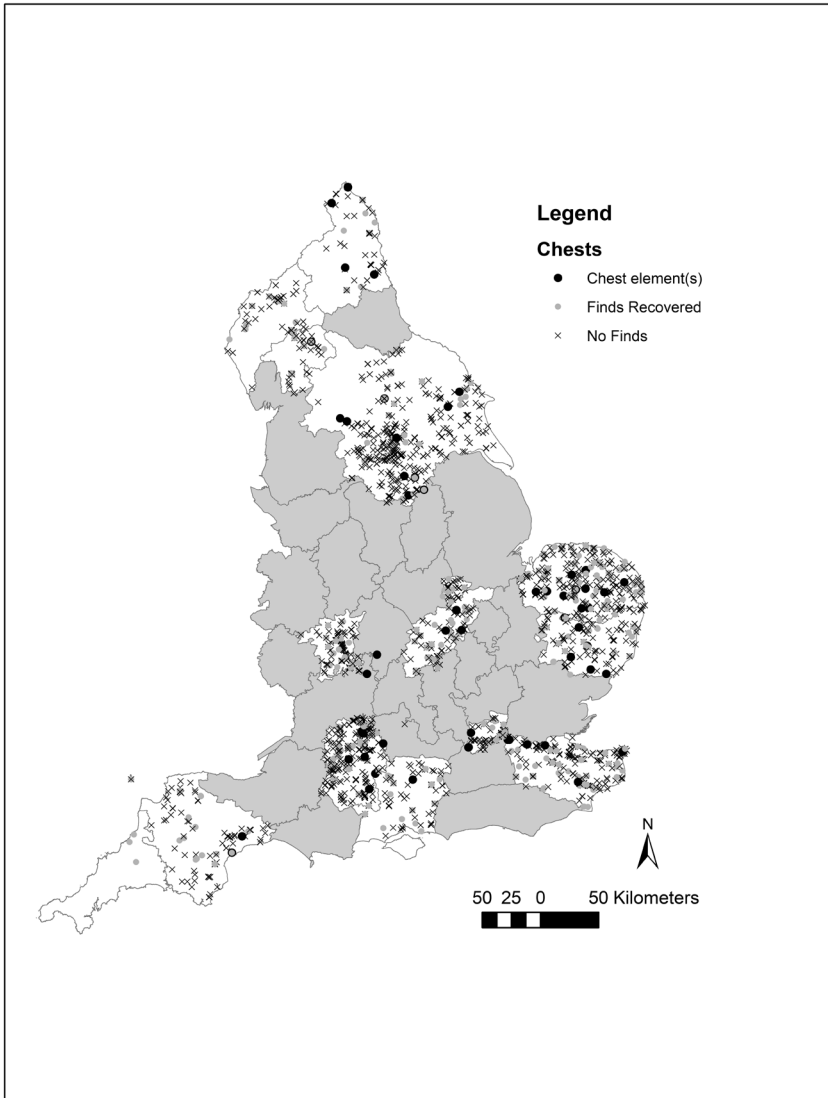 Legend
Chests
Chest element(s)
Finds Recovered
No Finds
N
50 25 0 50 Kilometers